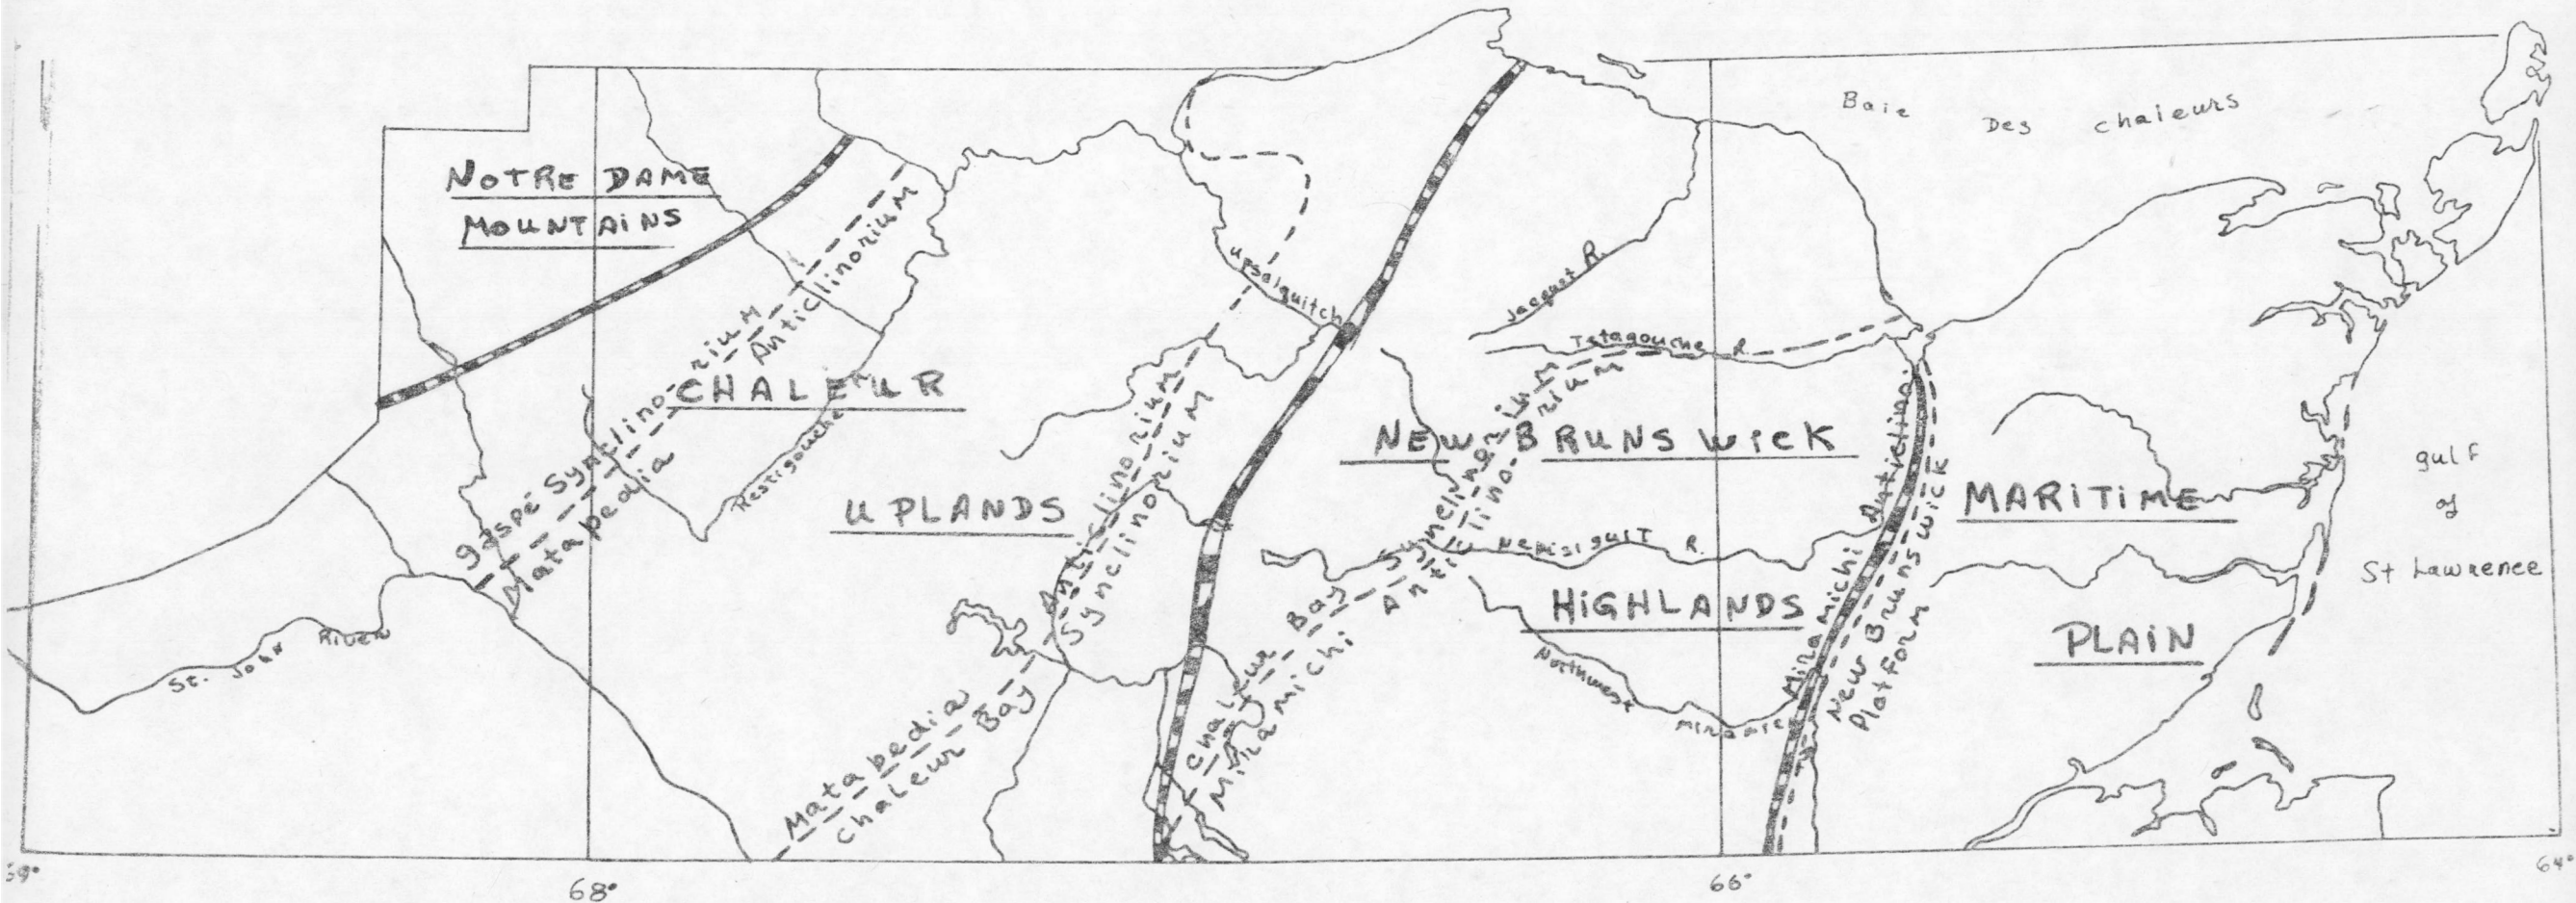 Baie Des chaleurs
NOTRE DAME
MOUNTAINS
Gaspé Synclinorium
Matapedia Anticlinorium
CHALEUR
UPLANDS
Restigouche
Upsalquitch
Jacquet R.
Tetagouche R.
NEW BRUNSWICK
HIGHLANDS
Nepisiguit R.
Northwest Miramichi
MARITIME
PLAIN
gulf
of
St Lawrence
St. John River
Matapedia Anticlinorium
Chaleur Bay Synclinorium
Chaleur Bay Synclinorium
Miramichi Anticlinorium
Miramichi Anticlino.
New Brunswick
Platform
69°
68°
66°
64°